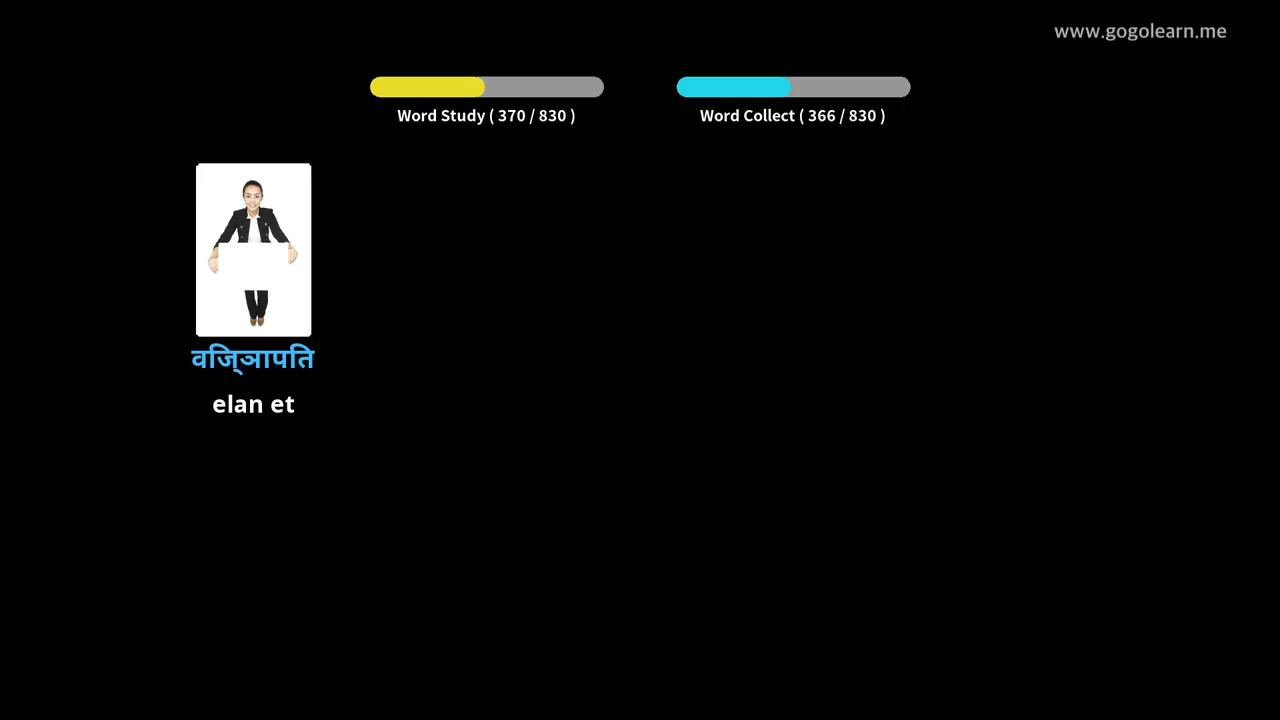 www.gogolearn.me
Word Study ( 370 / 830 )
Word Collect ( 366 / 830 )
वजि्ञापति
elan et